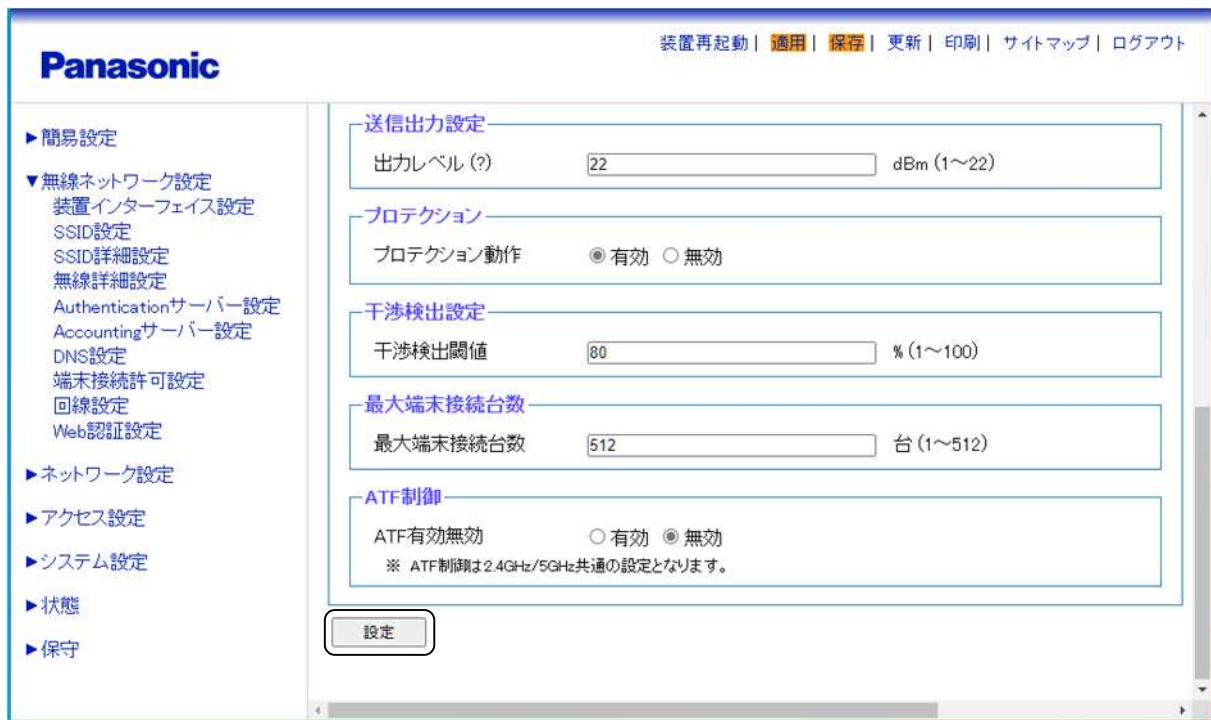 Panasonic
装置再起動| 適用| 保存| 更新| 印刷| サイトマップ| ログアウト
▶簡易設定
▼無線ネットワーク設定
装置インターフェイス設定
SSID設定
SSID詳細設定
無線詳細設定
Authenticationサーバー設定
Accountingサーバー設定
DNS設定
端末接続許可設定
回線設定
Web認証設定
▶ネットワーク設定
▶アクセス設定
▶システム設定
▶状態
▶保守
送信出力設定
出力レベル (?) 22 dBm (1～22)
プロテクション
プロテクション動作 有効 無効
干渉検出設定
干渉検出閾値 80 % (1～100)
最大端末接続台数
最大端末接続台数 512 台 (1～512)
ATF制御
ATF有効無効 有効 無効
※ ATF制御は2.4GHz/5GHz共通の設定となります。
設定